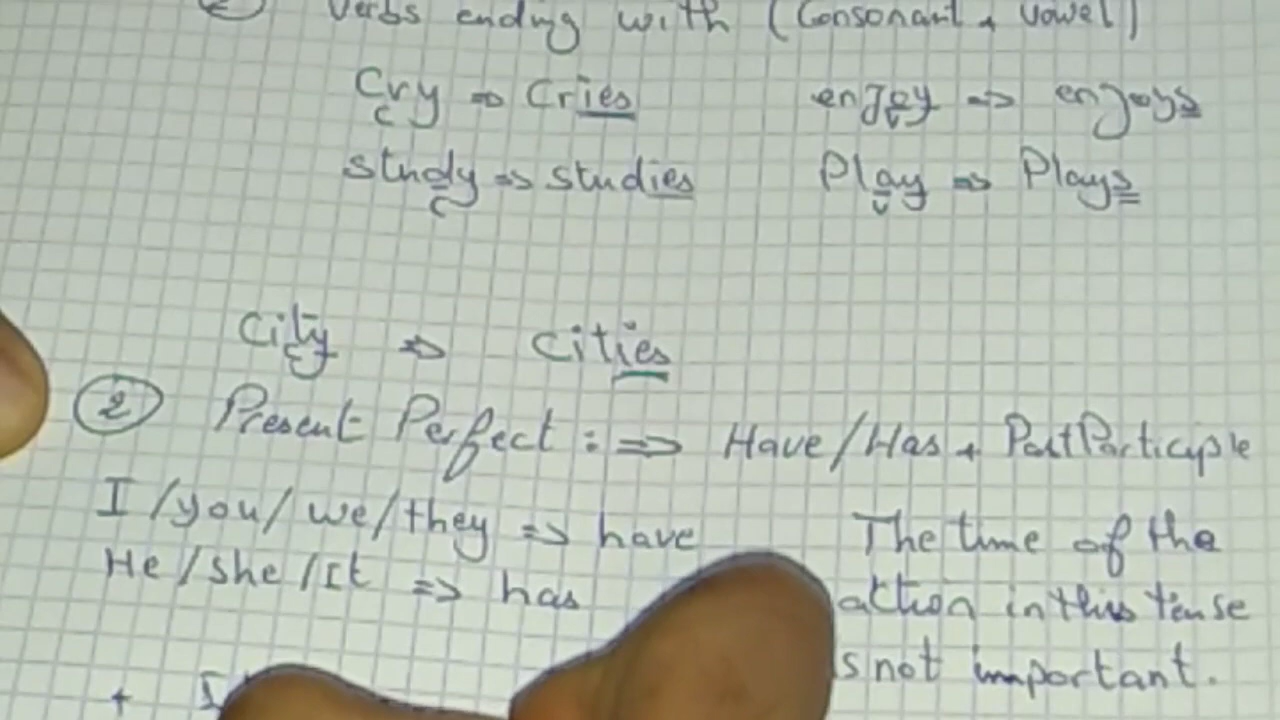 Verbs ending with (Consonant + vowel)
Cry => Cries enjoy => enjoys
C v
study => studies Play => Plays
C v
City => Cities
C
2 Present Perfect : => Have/Has + Past Participle
I/you/we/they => have The time of the
He/she/It => has action in this tense
is not important.
+ I